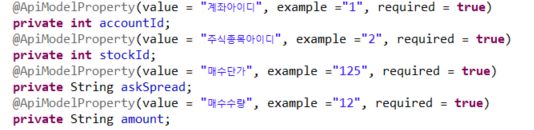 @ApiModelProperty(value = "계좌아이디", example ="1", required = true)
private int accountId;
@ApiModelProperty(value = "주식종목아이디", example ="2", required = true)
private int stockId;
@ApiModelProperty(value = "매수단가", example ="125", required = true)
private String askSpread;
@ApiModelProperty(value = "매수수량", example ="12", required = true)
private String amount;